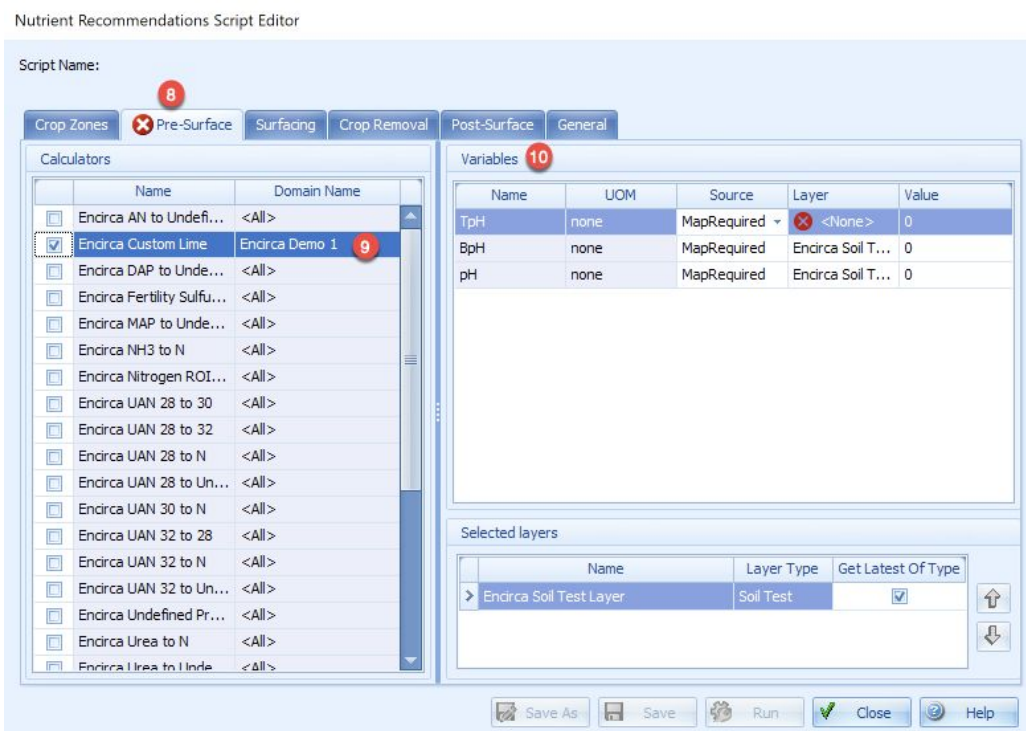 Nutrient Recommendations Script Editor
Script Name:
8
Crop Zones Pre-Surface Surfacing Crop Removal Post-Surface General
Calculators
Variables 10
Name Domain Name
Name UOM Source Layer Value
Encirca AN to Undefi... <All>
TpH none MapRequired <None> 0
Encirca Custom Lime Encirca Demo 1 9
BpH none MapRequired Encirca Soil T... 0
Encirca DAP to Unde... <All>
pH none MapRequired Encirca Soil T... 0
Encirca Fertility Sulfu... <All>
Encirca MAP to Unde... <All>
Encirca NH3 to N <All>
Encirca Nitrogen ROI... <All>
Encirca UAN 28 to 30 <All>
Encirca UAN 28 to 32 <All>
Encirca UAN 28 to N <All>
Encirca UAN 28 to Un... <All>
Encirca UAN 30 to N <All>
Encirca UAN 32 to 28 <All>
Encirca UAN 32 to N <All>
Encirca UAN 32 to Un... <All>
Encirca Undefined Pr... <All>
Encirca Urea to N <All>
Encirca Urea to Unde <All>
Selected layers
Name Layer Type Get Latest Of Type
Encirca Soil Test Layer Soil Test
Save As Save Run Close Help